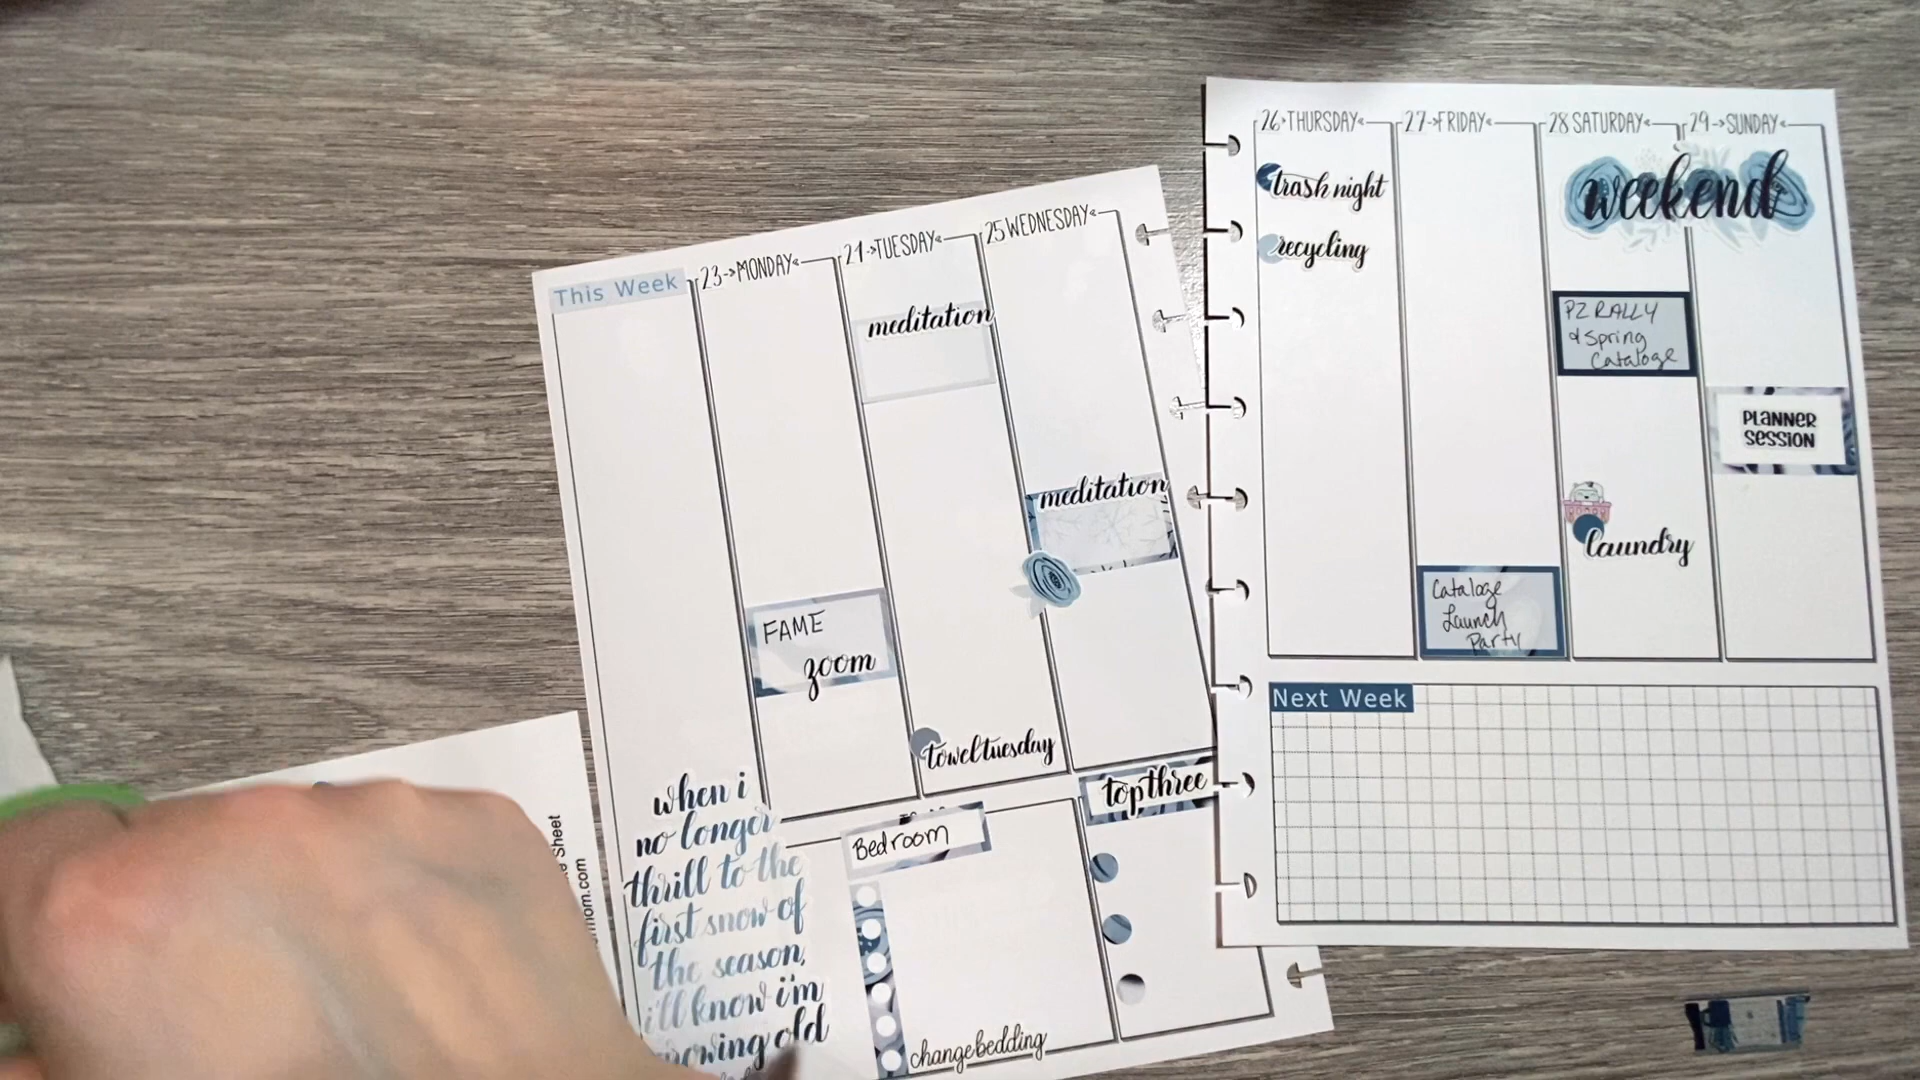 This Week
23->MONDAY<
24->TUESDAY<
25 WEDNESDAY<
meditation
meditation
FAME
zoom
towel tuesday
when i
no longer
thrill to the
first snow of
the season,
i'll know i'm
growing old
Bedroom
change bedding
top three
Sheet
26>THURSDAY<
27->FRIDAY<
28 SATURDAY<
29->SUNDAY<
trash night
recycling
weekend
PZ RALLY
& Spring
Cataloge
PLANNER
SESSION
laundry
Cataloge
Launch
Party
Next Week